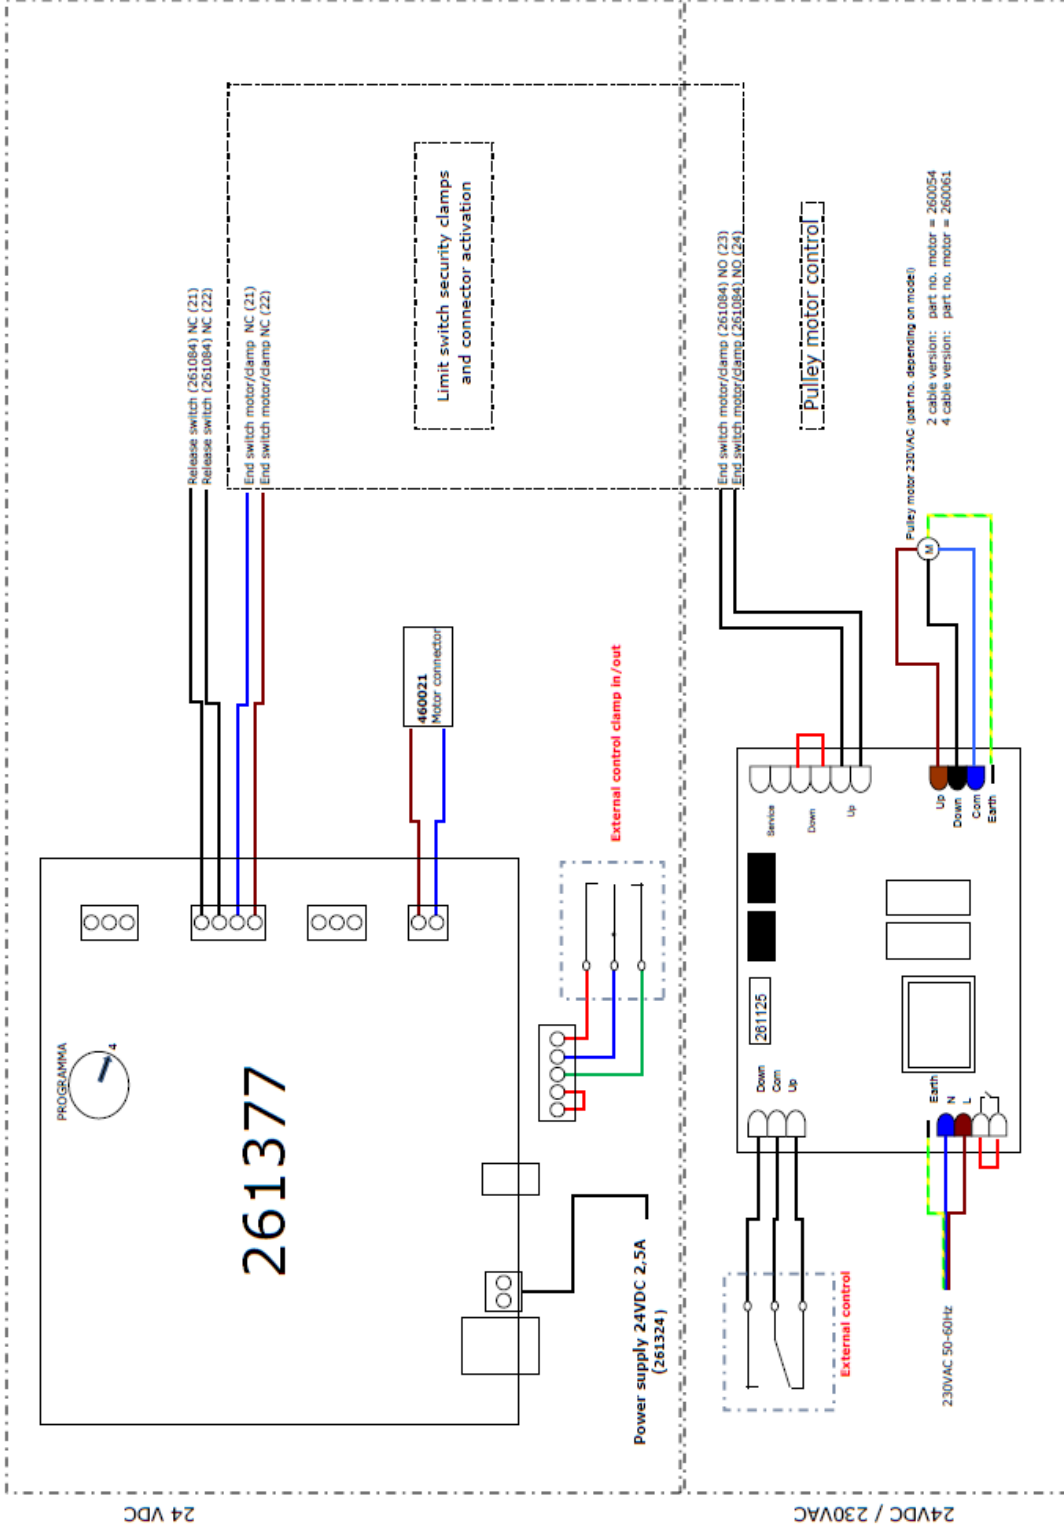 Release switch (261084) NC (21)
Release switch (261084) NC (22)
End switch motor/clamp NC (21)
End switch motor/clamp NC (22)
Limit switch security clamps
and connector activation
End switch motor/clamp (261084) NO (23)
End switch motor/clamp (261084) NO (24)
Pulley motor control
Pulley motor 230VAC (part no. depending on model)
2 cable version: part no. motor = 260054
4 cable version: part no. motor = 260061
M
460021
Motor connector
External control clamp in/out
PROGRAMMA
4
261377
Power supply 24VDC 2,5A
(261324)
Service
Down
Up
Up
Down
Com
Earth
261125
Down
Com
Up
Earth
N
L
External control
230VAC 50-60Hz
24 VDC
24VDC / 230VAC